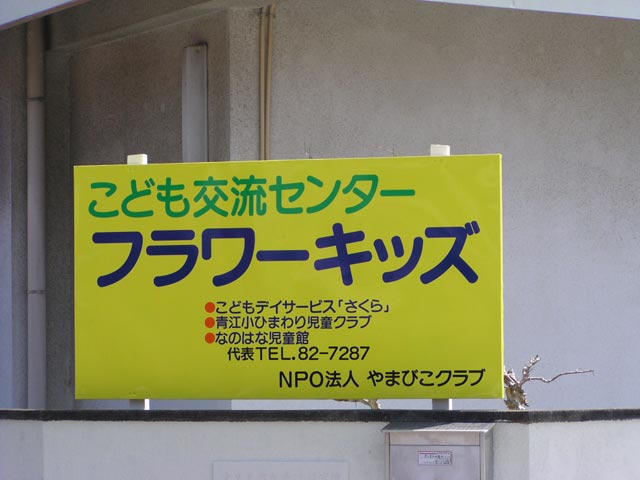 こども交流センター
フラワーキッズ
●こどもデイサービス「さくら」
●青江小ひまわり児童クラブ
●なのはな児童館
代表TEL.82-7287
NPO法人 やまびこクラブ